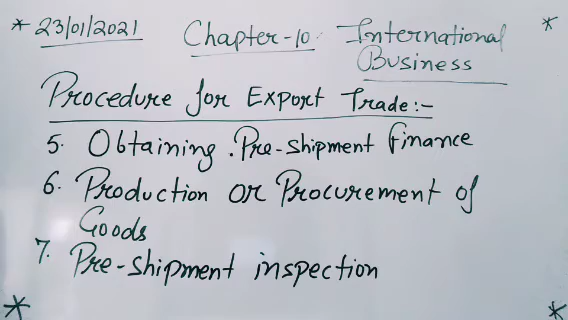 * 23/01/2021 Chapter-10 International *
Business
Procedure for Export Trade:-
5. Obtaining Pre-shipment finance
6. Production or Procurement of
Goods
7. Pre-shipment inspection
* *